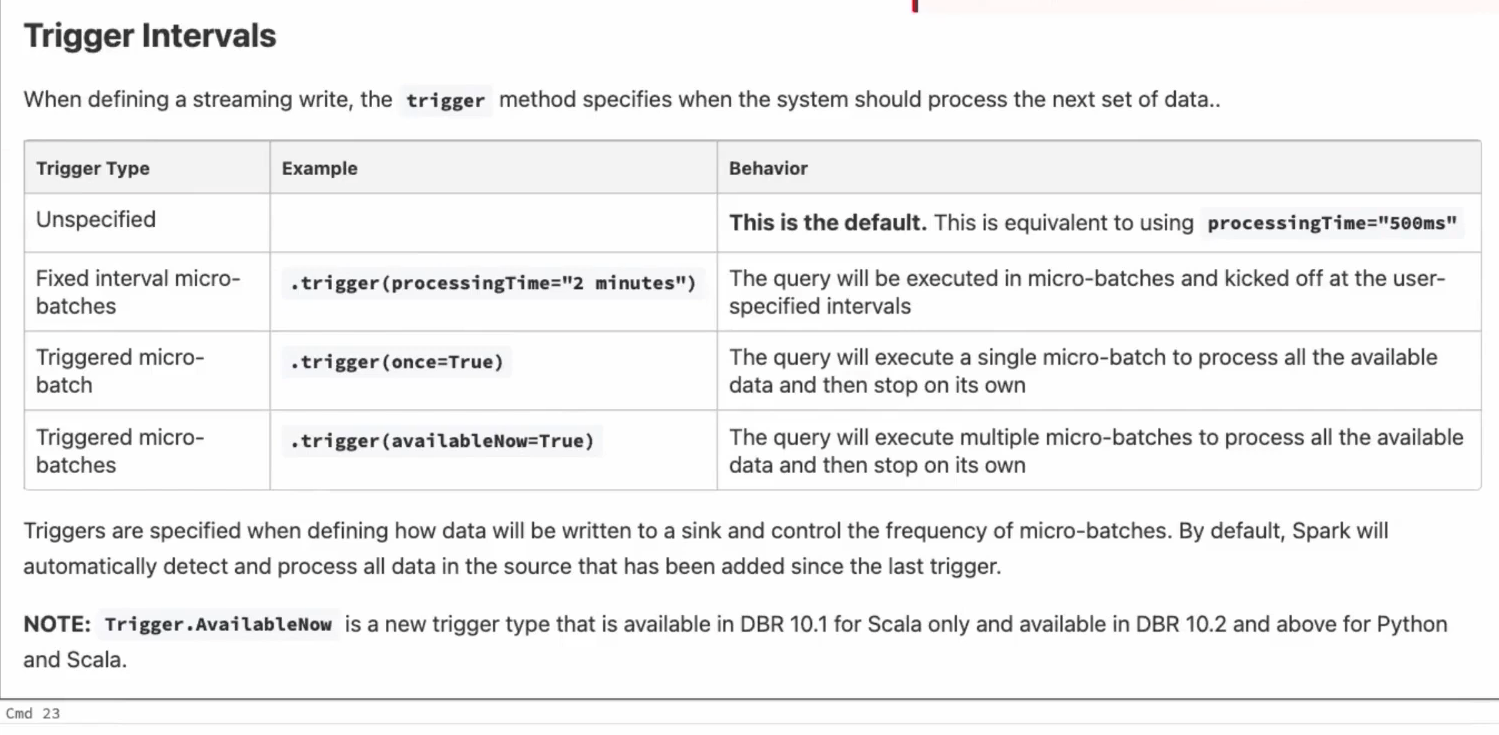 Trigger Intervals
When defining a streaming write, the trigger method specifies when the system should process the next set of data..
Trigger Type Example Behavior
Unspecified This is the default. This is equivalent to using processingTime="500ms"
Fixed interval micro-
batches
.trigger(processingTime="2 minutes")
The query will be executed in micro-batches and kicked off at the user-
specified intervals
Triggered micro-
batch
.trigger(once=True)
The query will execute a single micro-batch to process all the available
data and then stop on its own
Triggered micro-
batches
.trigger(availableNow=True)
The query will execute multiple micro-batches to process all the available
data and then stop on its own
Triggers are specified when defining how data will be written to a sink and control the frequency of micro-batches. By default, Spark will
automatically detect and process all data in the source that has been added since the last trigger.
NOTE: Trigger.AvailableNow is a new trigger type that is available in DBR 10.1 for Scala only and available in DBR 10.2 and above for Python
and Scala.
Cmd 23